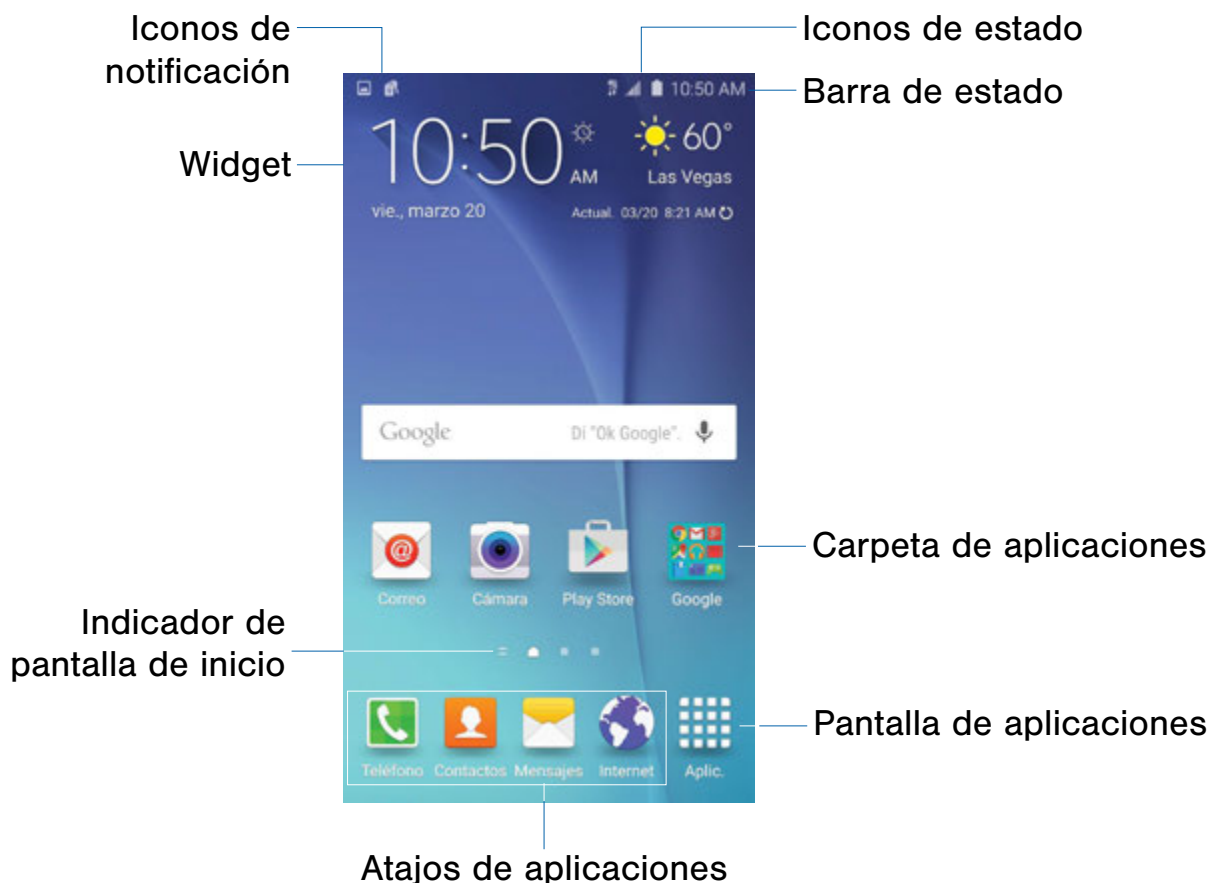 Iconos de
notificación
Iconos de estado
Barra de estado
10:50 AM
Widget
10:50 AM
60°
Las Vegas
vie., marzo 20
Actual. 03/20 8:21 AM
Google
Di "Ok Google".
Correo
Cámara
Play Store
Google
Carpeta de aplicaciones
Indicador de
pantalla de inicio
Teléfono
Contactos
Mensajes
Internet
Aplic.
Pantalla de aplicaciones
Atajos de aplicaciones